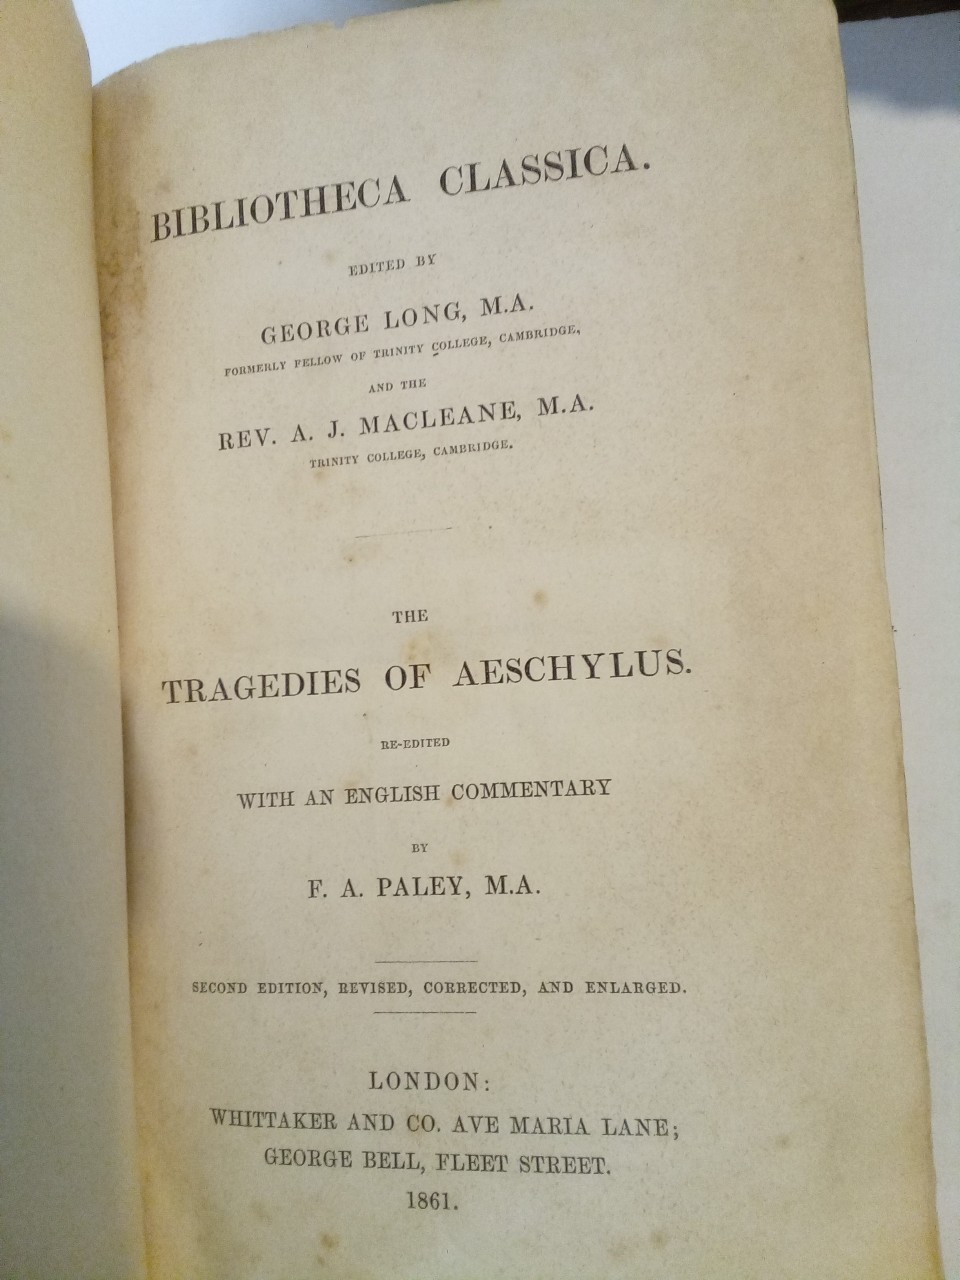 BIBLIOTHECA CLASSICA.
EDITED BY
GEORGE LONG, M.A.
FORMERLY FELLOW OF TRINITY COLLEGE, CAMBRIDGE,
AND THE
REV. A. J. MACLEANE, M.A.
TRINITY COLLEGE, CAMBRIDGE.
THE
TRAGEDIES OF AESCHYLUS.
RE-EDITED
WITH AN ENGLISH COMMENTARY
BY
F. A. PALEY, M.A.
SECOND EDITION, REVISED, CORRECTED, AND ENLARGED.
LONDON:
WHITTAKER AND CO. AVE MARIA LANE;
GEORGE BELL, FLEET STREET.
1861.